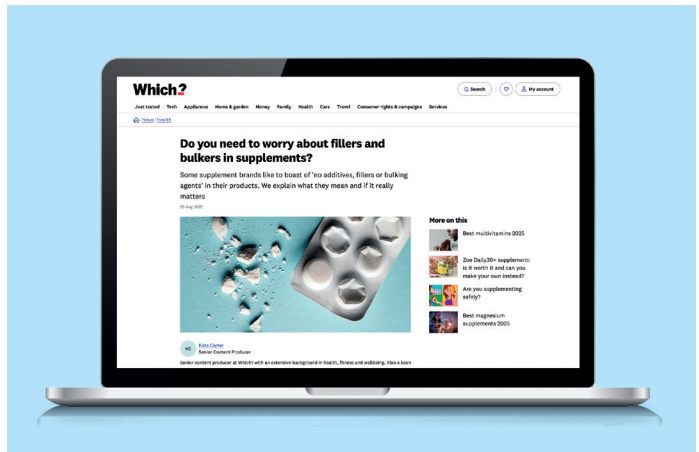 Which?
Search
My account
Just tested Tech Appliances Home & garden Money Family Health Cars Travel Consumer rights & campaigns Services
/ News / Health
Do you need to worry about fillers and
bulkers in supplements?
Some supplement brands like to boast of 'no additives, fillers or bulking
agents' in their products. We explain what they mean and if it really
matters
More on this
Best multivitamins 2025
Zoe Daily30+ supplement:
is it worth it and can you
make your own instead?
Are you supplementing
safely?
Best magnesium
supplements 2025
KC
Kate Carter
Senior Content Producer
Senior content producer at Which? with an extensive background in health, fitness and wellbeing. Also a keen